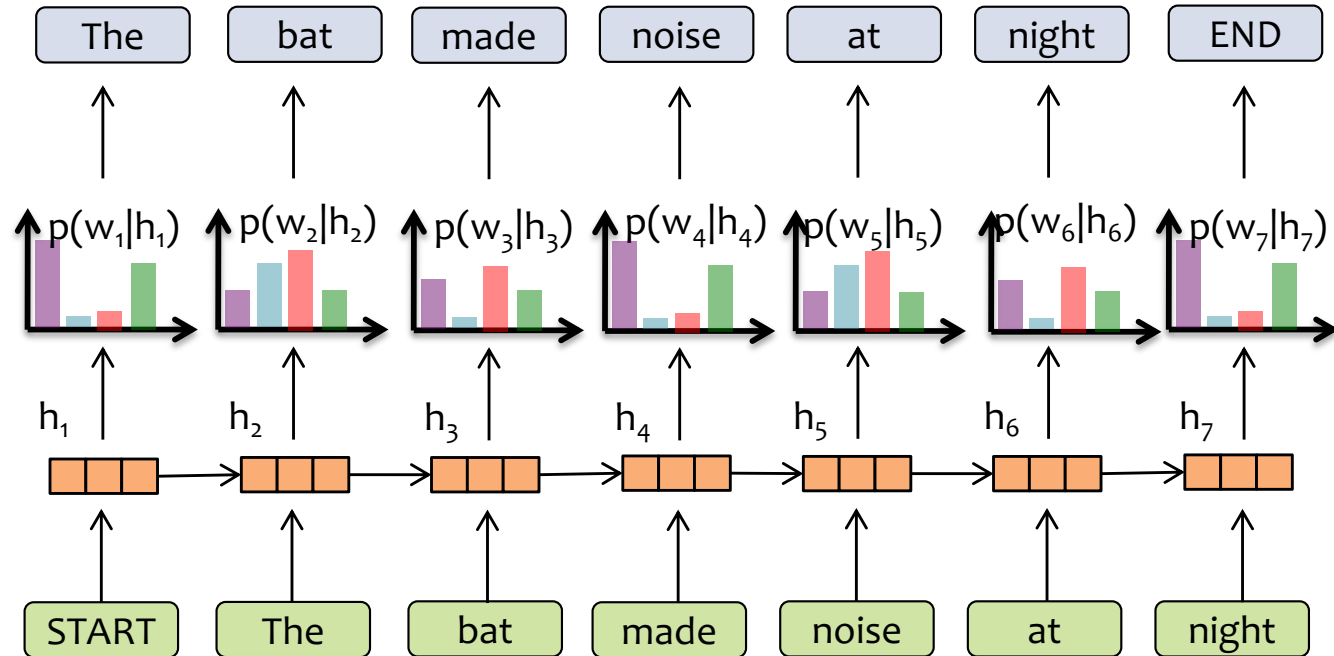 The bat made noise at night END
p(w₁|h₁) p(w₂|h₂) p(w₃|h₃) p(w₄|h₄) p(w₅|h₅) p(w₆|h₆) p(w₇|h₇)
h₁ h₂ h₃ h₄ h₅ h₆ h₇
START The bat made noise at night